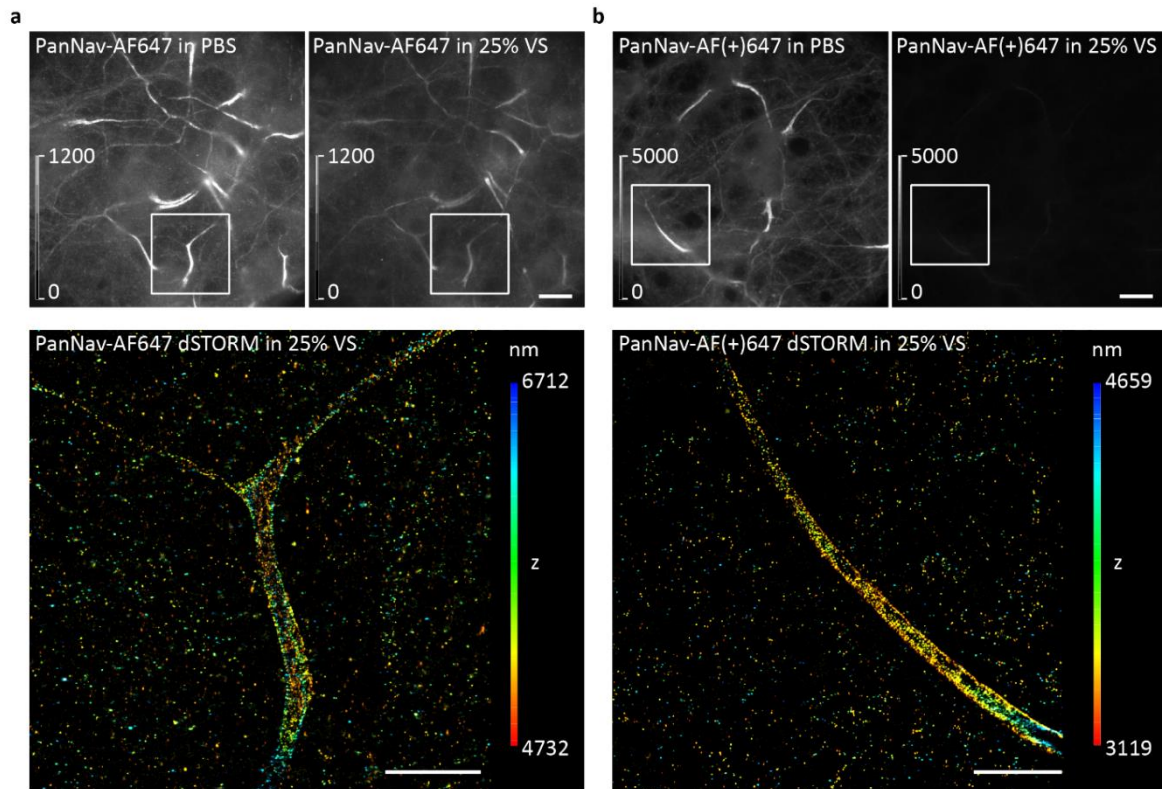 a
PanNav-AF647 in PBS
1200
0
PanNav-AF647 in 25% VS
1200
0
b
PanNav-AF(+)647 in PBS
5000
0
PanNav-AF(+)647 in 25% VS
5000
0
PanNav-AF647 dSTORM in 25% VS
nm
6712
z
4732
PanNav-AF(+)647 dSTORM in 25% VS
nm
4659
z
3119